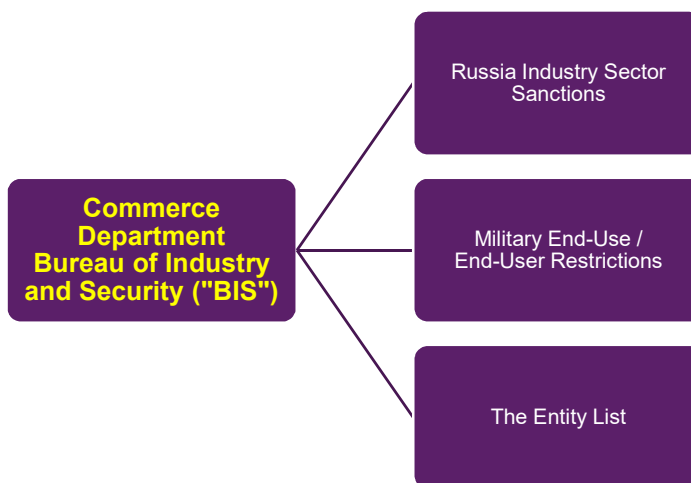 Commerce
Department
Bureau of Industry
and Security ("BIS")
Russia Industry Sector
Sanctions
Military End-Use /
End-User Restrictions
The Entity List